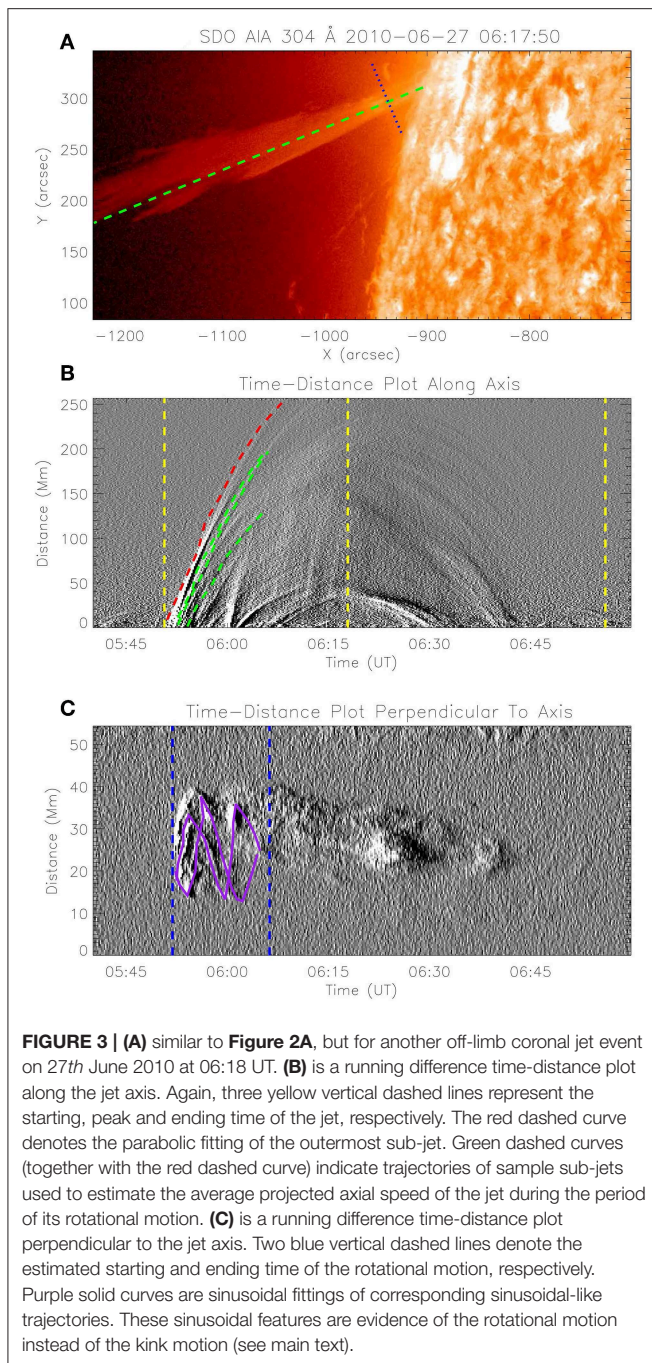 A
SDO AIA 304 Å 2010-06-27 06:17:50
Y (arcsec)
300
250
200
150
100
-1200 -1100 -1000 -900 -800
X (arcsec)
B
Time-Distance Plot Along Axis
Distance (Mm)
250
200
150
100
50
0
05:45 06:00 06:15 06:30 06:45
Time (UT)
C
Time-Distance Plot Perpendicular To Axis
Distance (Mm)
50
40
30
20
10
0
05:45 06:00 06:15 06:30 06:45
Time (UT)
FIGURE 3 | (A) similar to Figure 2A, but for another off-limb coronal jet event
on 27th June 2010 at 06:18 UT. (B) is a running difference time-distance plot
along the jet axis. Again, three yellow vertical dashed lines represent the
starting, peak and ending time of the jet, respectively. The red dashed curve
denotes the parabolic fitting of the outermost sub-jet. Green dashed curves
(together with the red dashed curve) indicate trajectories of sample sub-jets
used to estimate the average projected axial speed of the jet during the period
of its rotational motion. (C) is a running difference time-distance plot
perpendicular to the jet axis. Two blue vertical dashed lines denote the
estimated starting and ending time of the rotational motion, respectively.
Purple solid curves are sinusoidal fittings of corresponding sinusoidal-like
trajectories. These sinusoidal features are evidence of the rotational motion
instead of the kink motion (see main text).